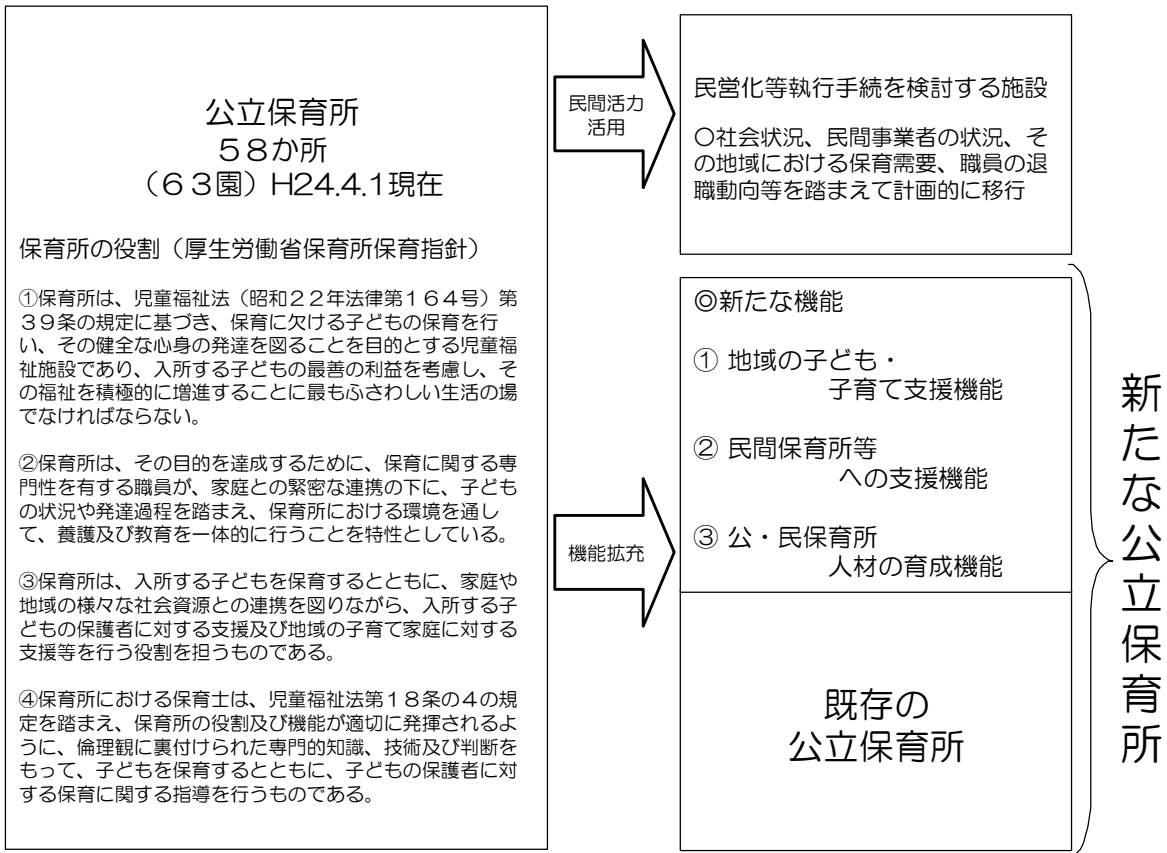 公立保育所
５８か所
（６３園）H24.4.1現在
保育所の役割（厚生労働省保育所保育指針）
①保育所は、児童福祉法（昭和２２年法律第１６４号）第
３９条の規定に基づき、保育に欠ける子どもの保育を行
い、その健全な心身の発達を図ることを目的とする児童福
祉施設であり、入所する子どもの最善の利益を考慮し、そ
の福祉を積極的に増進することに最もふさわしい生活の場
でなければならない。
②保育所は、その目的を達成するために、保育に関する専
門性を有する職員が、家庭との緊密な連携の下に、子ども
の状況や発達過程を踏まえ、保育所における環境を通し
て、養護及び教育を一体的に行うことを特性としている。
③保育所は、入所する子どもを保育するとともに、家庭や
地域の様々な社会資源との連携を図りながら、入所する子
どもの保護者に対する支援及び地域の子育て家庭に対する
支援等を行う役割を担うものである。
④保育所における保育士は、児童福祉法第１８条の４の規
定を踏まえ、保育所の役割及び機能が適切に発揮されるよ
うに、倫理観に裏付けられた専門的知識、技術及び判断を
もって、子どもを保育するとともに、子どもの保護者に対
する保育に関する指導を行うものである。
民間活力
活用
民営化等執行手続を検討する施設
〇社会状況、民間事業者の状況、そ
の地域における保育需要、職員の退
職動向等を踏まえて計画的に移行
機能拡充
◎新たな機能
① 地域の子ども・
子育て支援機能
② 民間保育所等
への支援機能
③ 公・民保育所
人材の育成機能
既存の
公立保育所
新たな公立保育所